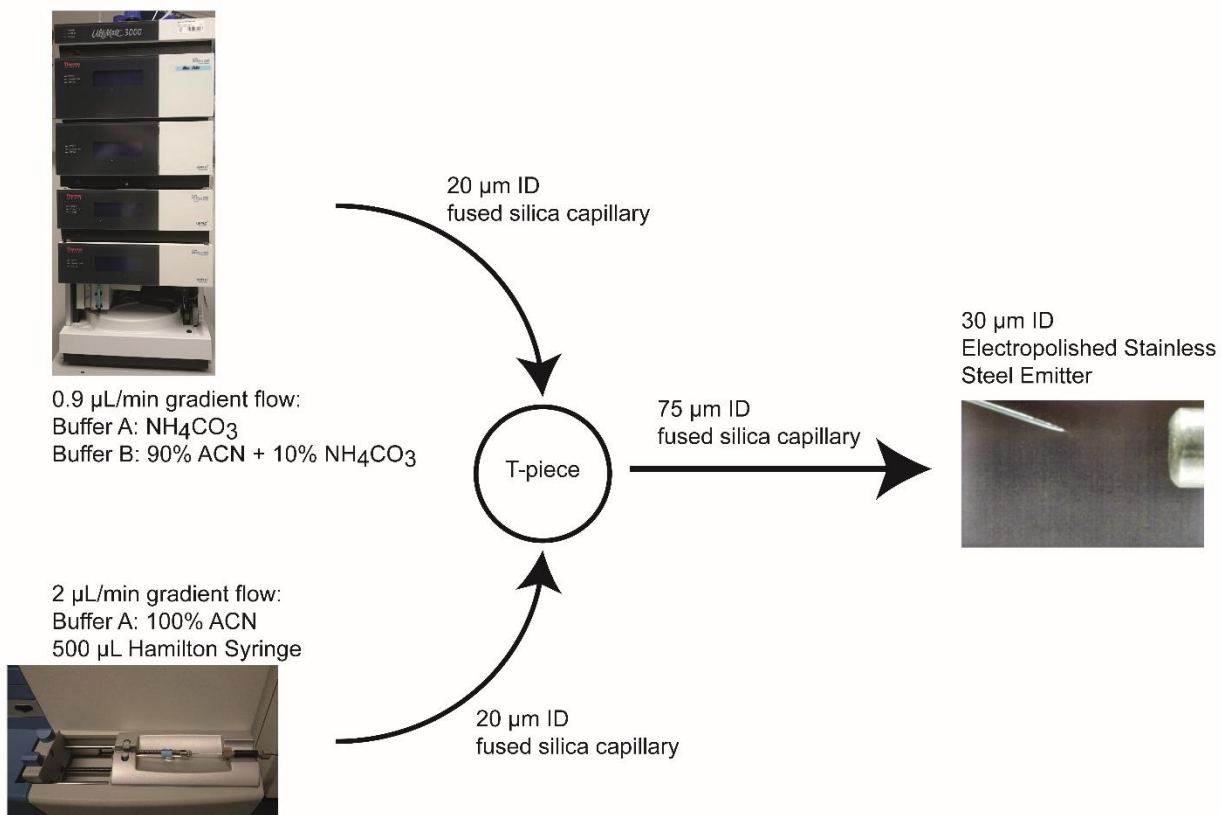 UltiMate 3000
20 µm ID
fused silica capillary
0.9 µL/min gradient flow:
Buffer A: NH₄CO₃
Buffer B: 90% ACN + 10% NH₄CO₃
T-piece
75 µm ID
fused silica capillary
30 µm ID
Electropolished Stainless
Steel Emitter
2 µL/min gradient flow:
Buffer A: 100% ACN
500 µL Hamilton Syringe
20 µm ID
fused silica capillary